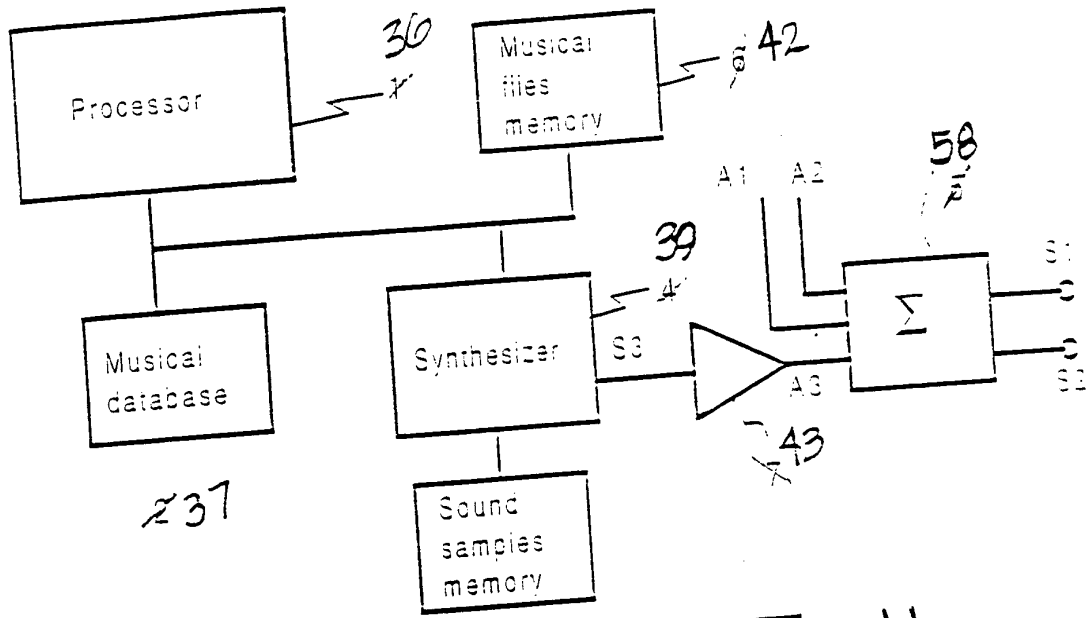 Processor
36
Musical
files
memory
42
A1 A2
58
S1
Σ
39
Synthesizer
S3
A3
S2
43
Musical
database
37
Sound
samples
memory